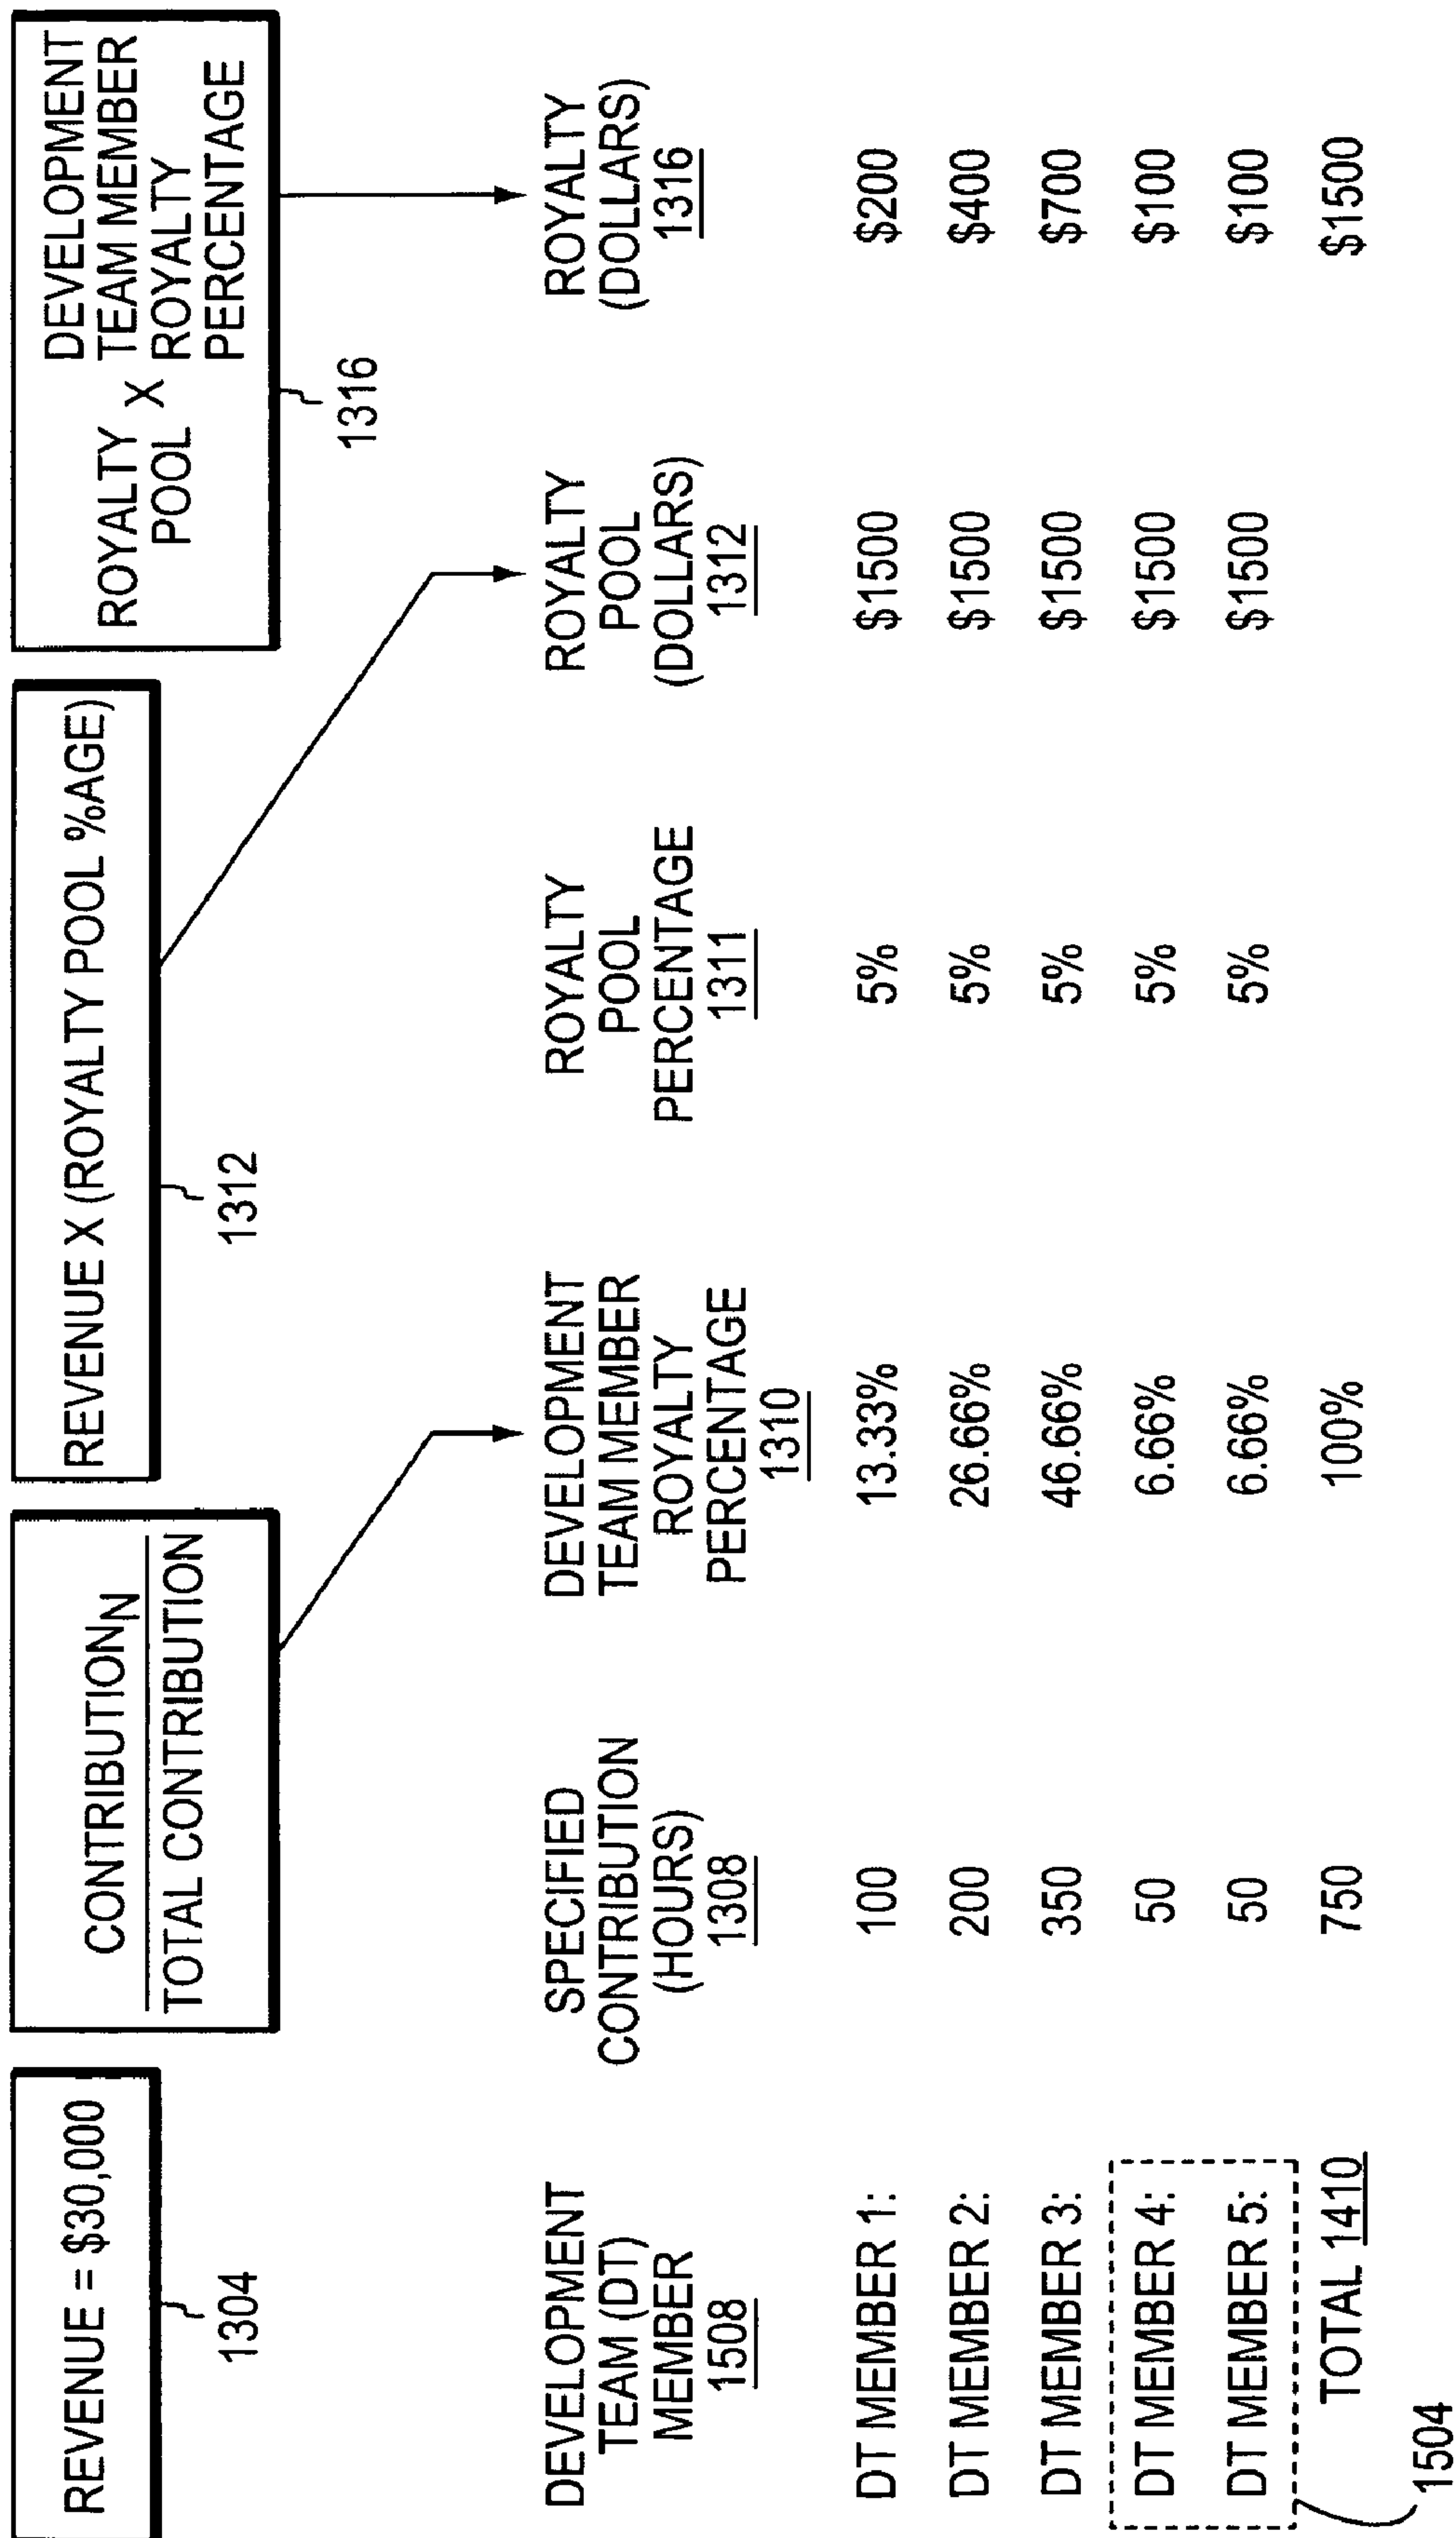 REVENUE = $30,000
1304
CONTRIBUTION_N
TOTAL CONTRIBUTION
REVENUE X (ROYALTY POOL %AGE)
1312
ROYALTY POOL X DEVELOPMENT TEAM MEMBER ROYALTY PERCENTAGE
1316
DEVELOPMENT
TEAM (DT)
MEMBER
1508
SPECIFIED
CONTRIBUTION
(HOURS)
1308
DEVELOPMENT
TEAM MEMBER
ROYALTY
PERCENTAGE
1310
ROYALTY
POOL
PERCENTAGE
1311
ROYALTY
POOL
(DOLLARS)
1312
ROYALTY
(DOLLARS)
1316
DT MEMBER 1: 100 13.33% 5% $1500 $200
DT MEMBER 2: 200 26.66% 5% $1500 $400
DT MEMBER 3: 350 46.66% 5% $1500 $700
DT MEMBER 4: 50 6.66% 5% $1500 $100
DT MEMBER 5: 50 6.66% 5% $1500 $100
TOTAL 1410 750 100% $1500
1504